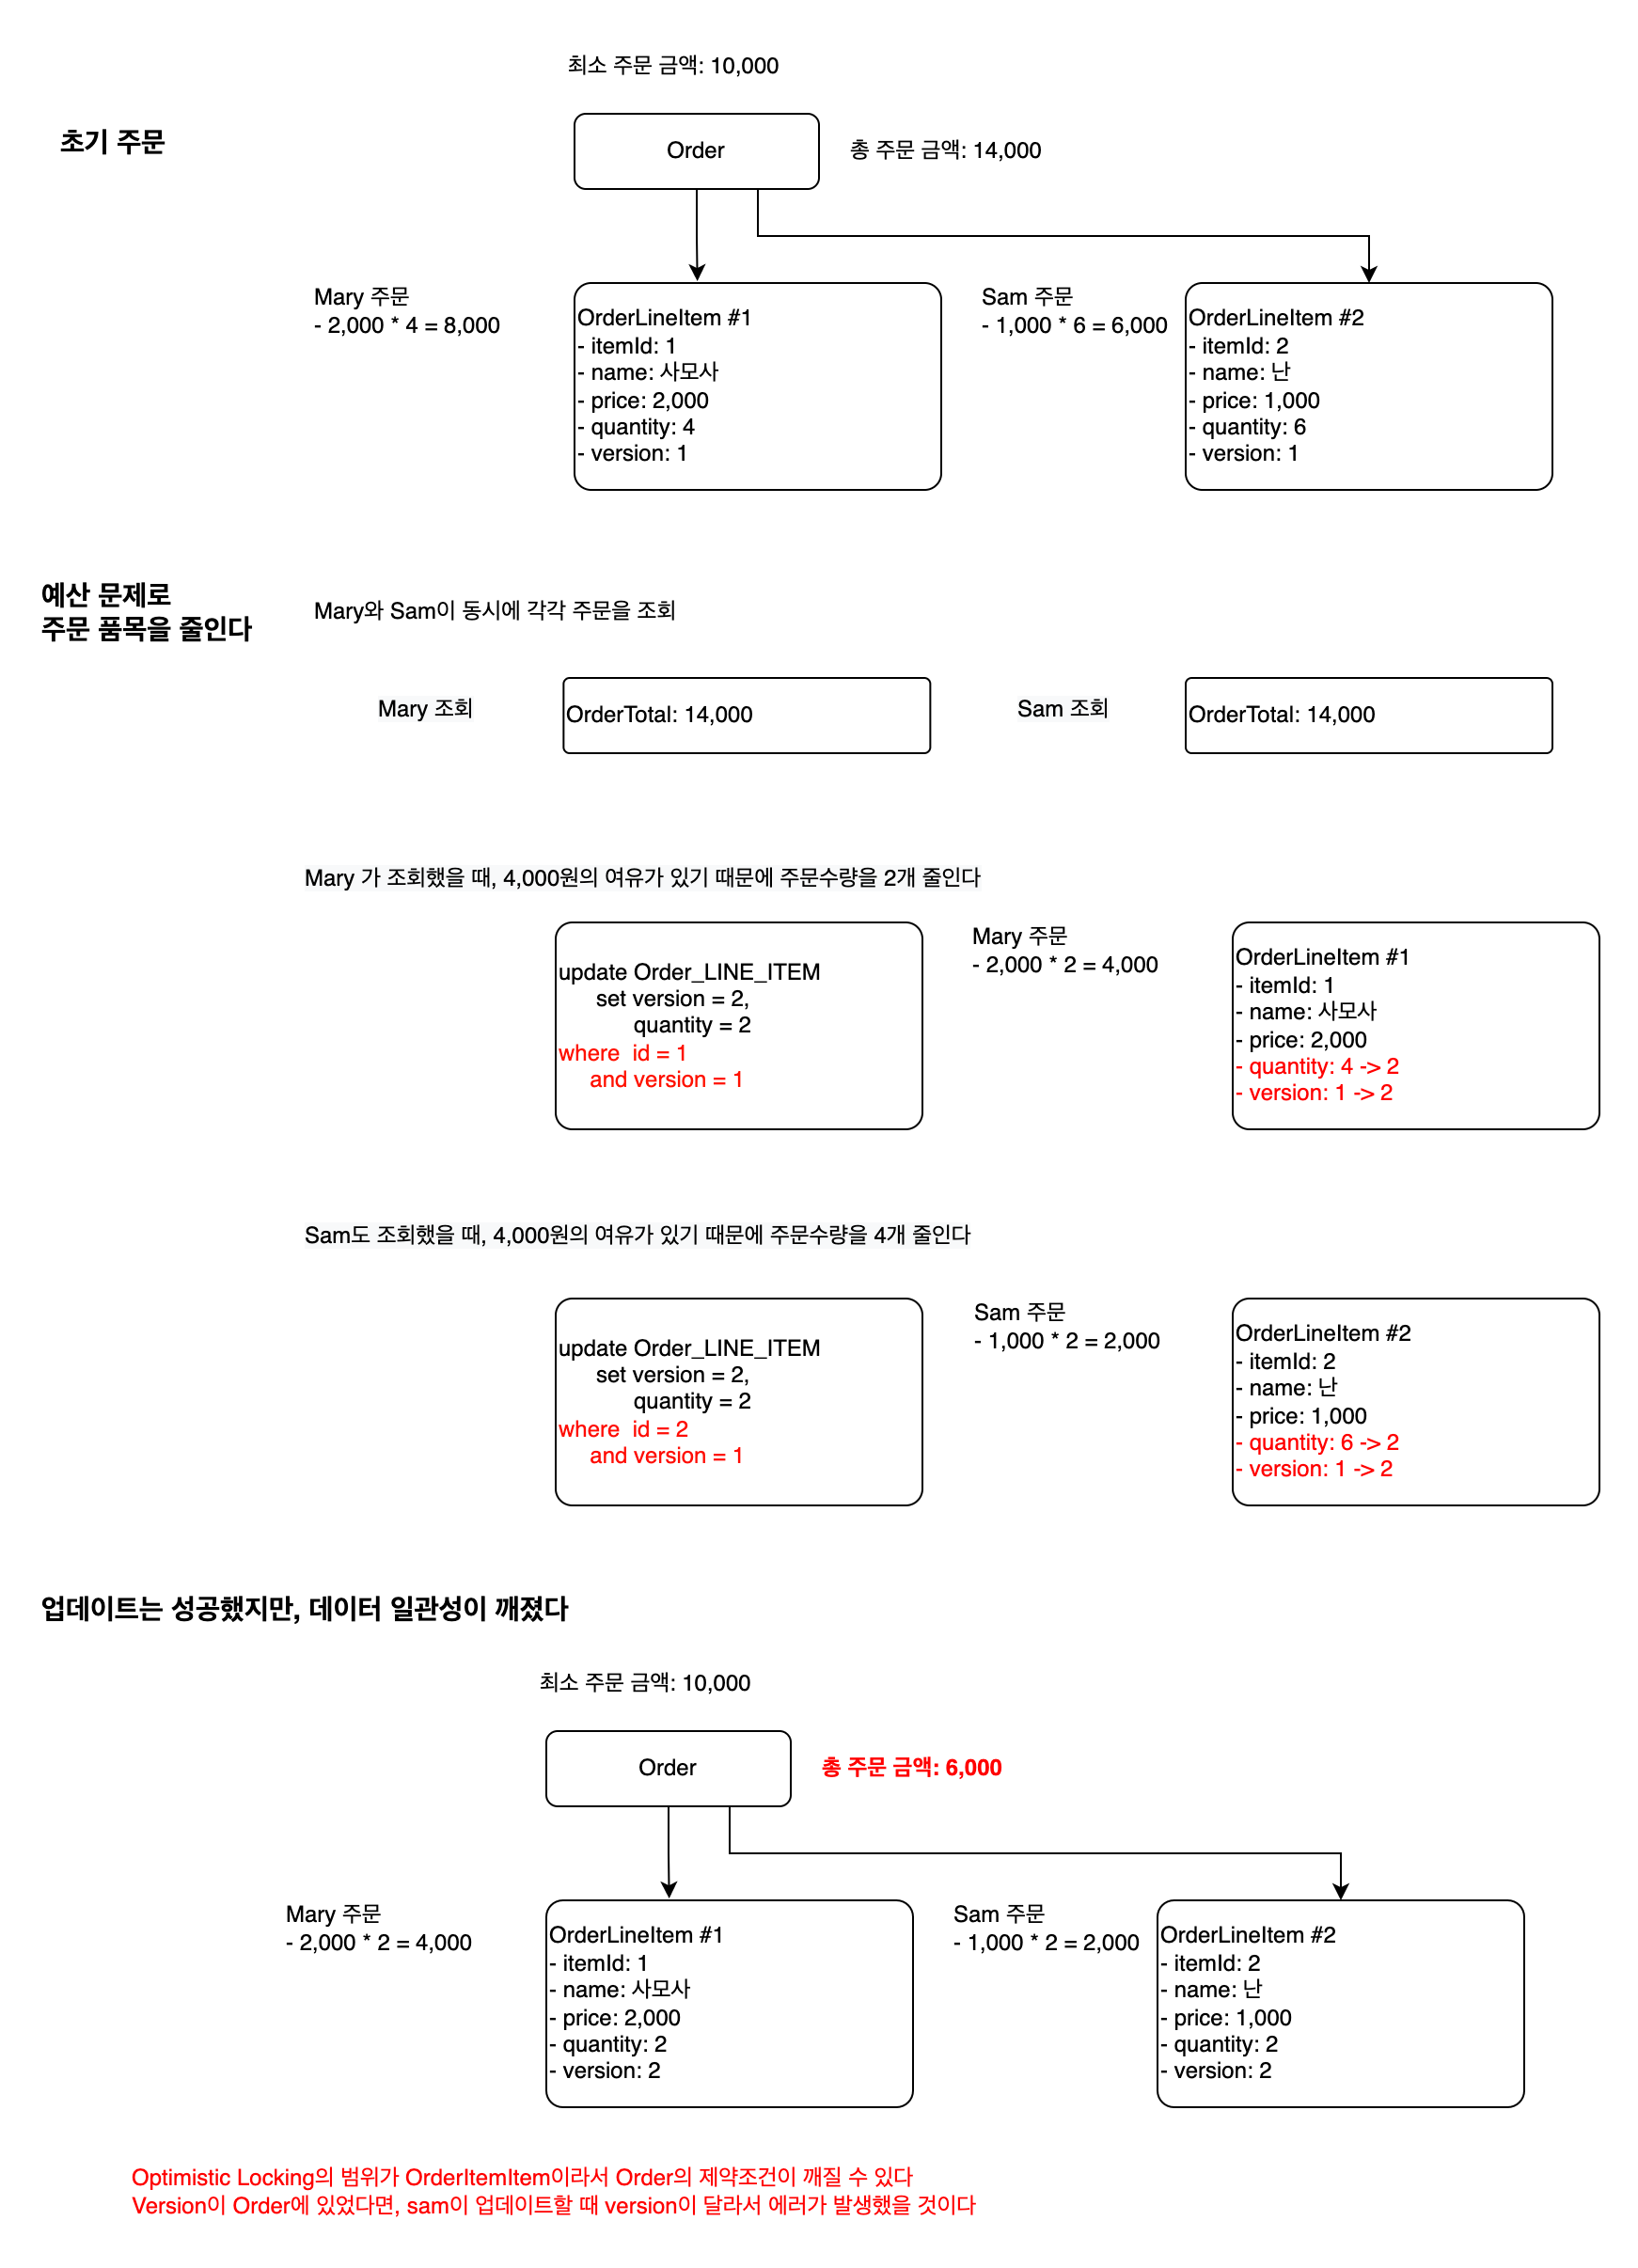 최소 주문 금액: 10,000
초기 주문
Order
총 주문 금액: 14,000
Mary 주문
- 2,000 * 4 = 8,000
OrderLineItem #1
- itemId: 1
- name: 사모사
- price: 2,000
- quantity: 4
- version: 1
Sam 주문
- 1,000 * 6 = 6,000
OrderLineItem #2
- itemId: 2
- name: 난
- price: 1,000
- quantity: 6
- version: 1
예산 문제로
주문 품목을 줄인다
Mary와 Sam이 동시에 각각 주문을 조회
Mary 조회
OrderTotal: 14,000
Sam 조회
OrderTotal: 14,000
Mary 가 조회했을 때, 4,000원의 여유가 있기 때문에 주문수량을 2개 줄인다
update Order_LINE_ITEM
set version = 2,
quantity = 2
where id = 1
and version = 1
Mary 주문
- 2,000 * 2 = 4,000
OrderLineItem #1
- itemId: 1
- name: 사모사
- price: 2,000
- quantity: 4 -> 2
- version: 1 -> 2
Sam도 조회했을 때, 4,000원의 여유가 있기 때문에 주문수량을 4개 줄인다
update Order_LINE_ITEM
set version = 2,
quantity = 2
where id = 2
and version = 1
Sam 주문
- 1,000 * 2 = 2,000
OrderLineItem #2
- itemId: 2
- name: 난
- price: 1,000
- quantity: 6 -> 2
- version: 1 -> 2
업데이트는 성공했지만, 데이터 일관성이 깨졌다
최소 주문 금액: 10,000
Order
총 주문 금액: 6,000
Mary 주문
- 2,000 * 2 = 4,000
OrderLineItem #1
- itemId: 1
- name: 사모사
- price: 2,000
- quantity: 2
- version: 2
Sam 주문
- 1,000 * 2 = 2,000
OrderLineItem #2
- itemId: 2
- name: 난
- price: 1,000
- quantity: 2
- version: 2
Optimistic Locking의 범위가 OrderItemItem이라서 Order의 제약조건이 깨질 수 있다
Version이 Order에 있었다면, sam이 업데이트할 때 version이 달라서 에러가 발생했을 것이다